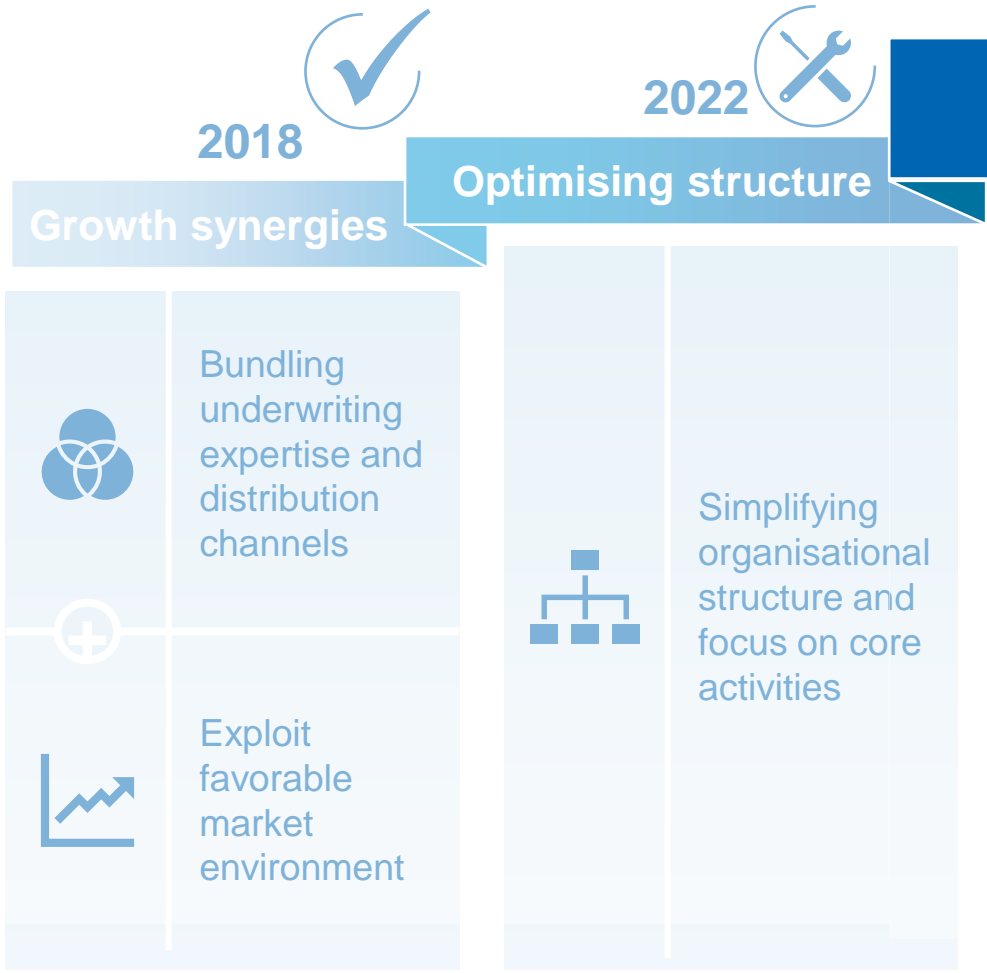 2018
Growth synergies
Bundling
underwriting
expertise and
distribution
channels
Exploit
favorable
market
environment
2022
Optimising structure
Simplifying
organisational
structure and
focus on core
activities